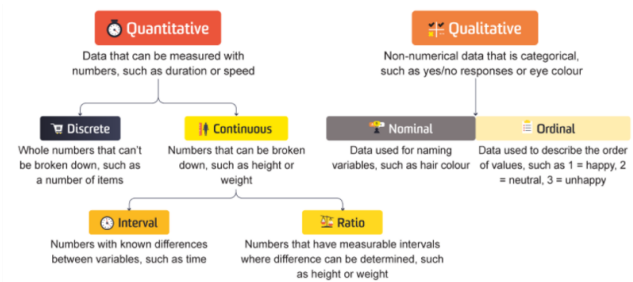 Quantitative
Data that can be measured with
numbers, such as duration or speed
Qualitative
Non-numerical data that is categorical,
such as yes/no responses or eye colour
Discrete
Whole numbers that can't
be broken down, such as
a number of items
Continuous
Numbers that can be broken
down, such as height or
weight
Nominal
Data used for naming
variables, such as hair colour
Ordinal
Data used to describe the order
of values, such as 1 = happy, 2
= neutral, 3 = unhappy
Interval
Numbers with known differences
between variables, such as time
Ratio
Numbers that have measurable intervals
where difference can be determined, such
as height or weight